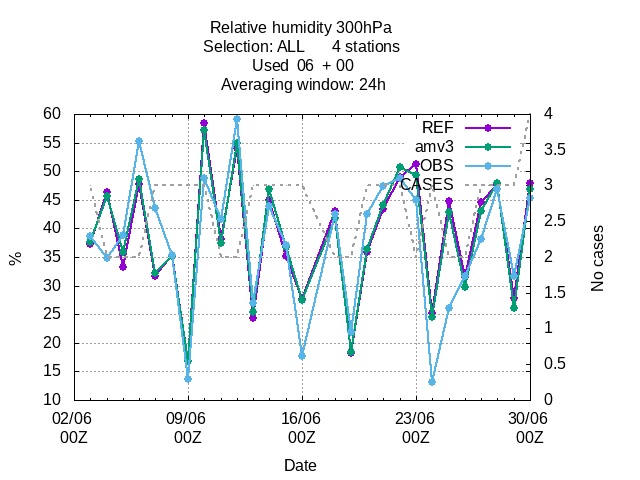 Relative humidity 300hPa
Selection: ALL 4 stations
Used 06 + 00
Averaging window: 24h
REF
amv3
OBS
CASES
60
55
50
45
40
35
30
25
20
15
10
%
4
3.5
3
2.5
2
1.5
1
0.5
0
No cases
02/06 09/06 16/06 23/06 30/06
00Z 00Z 00Z 00Z 00Z
Date